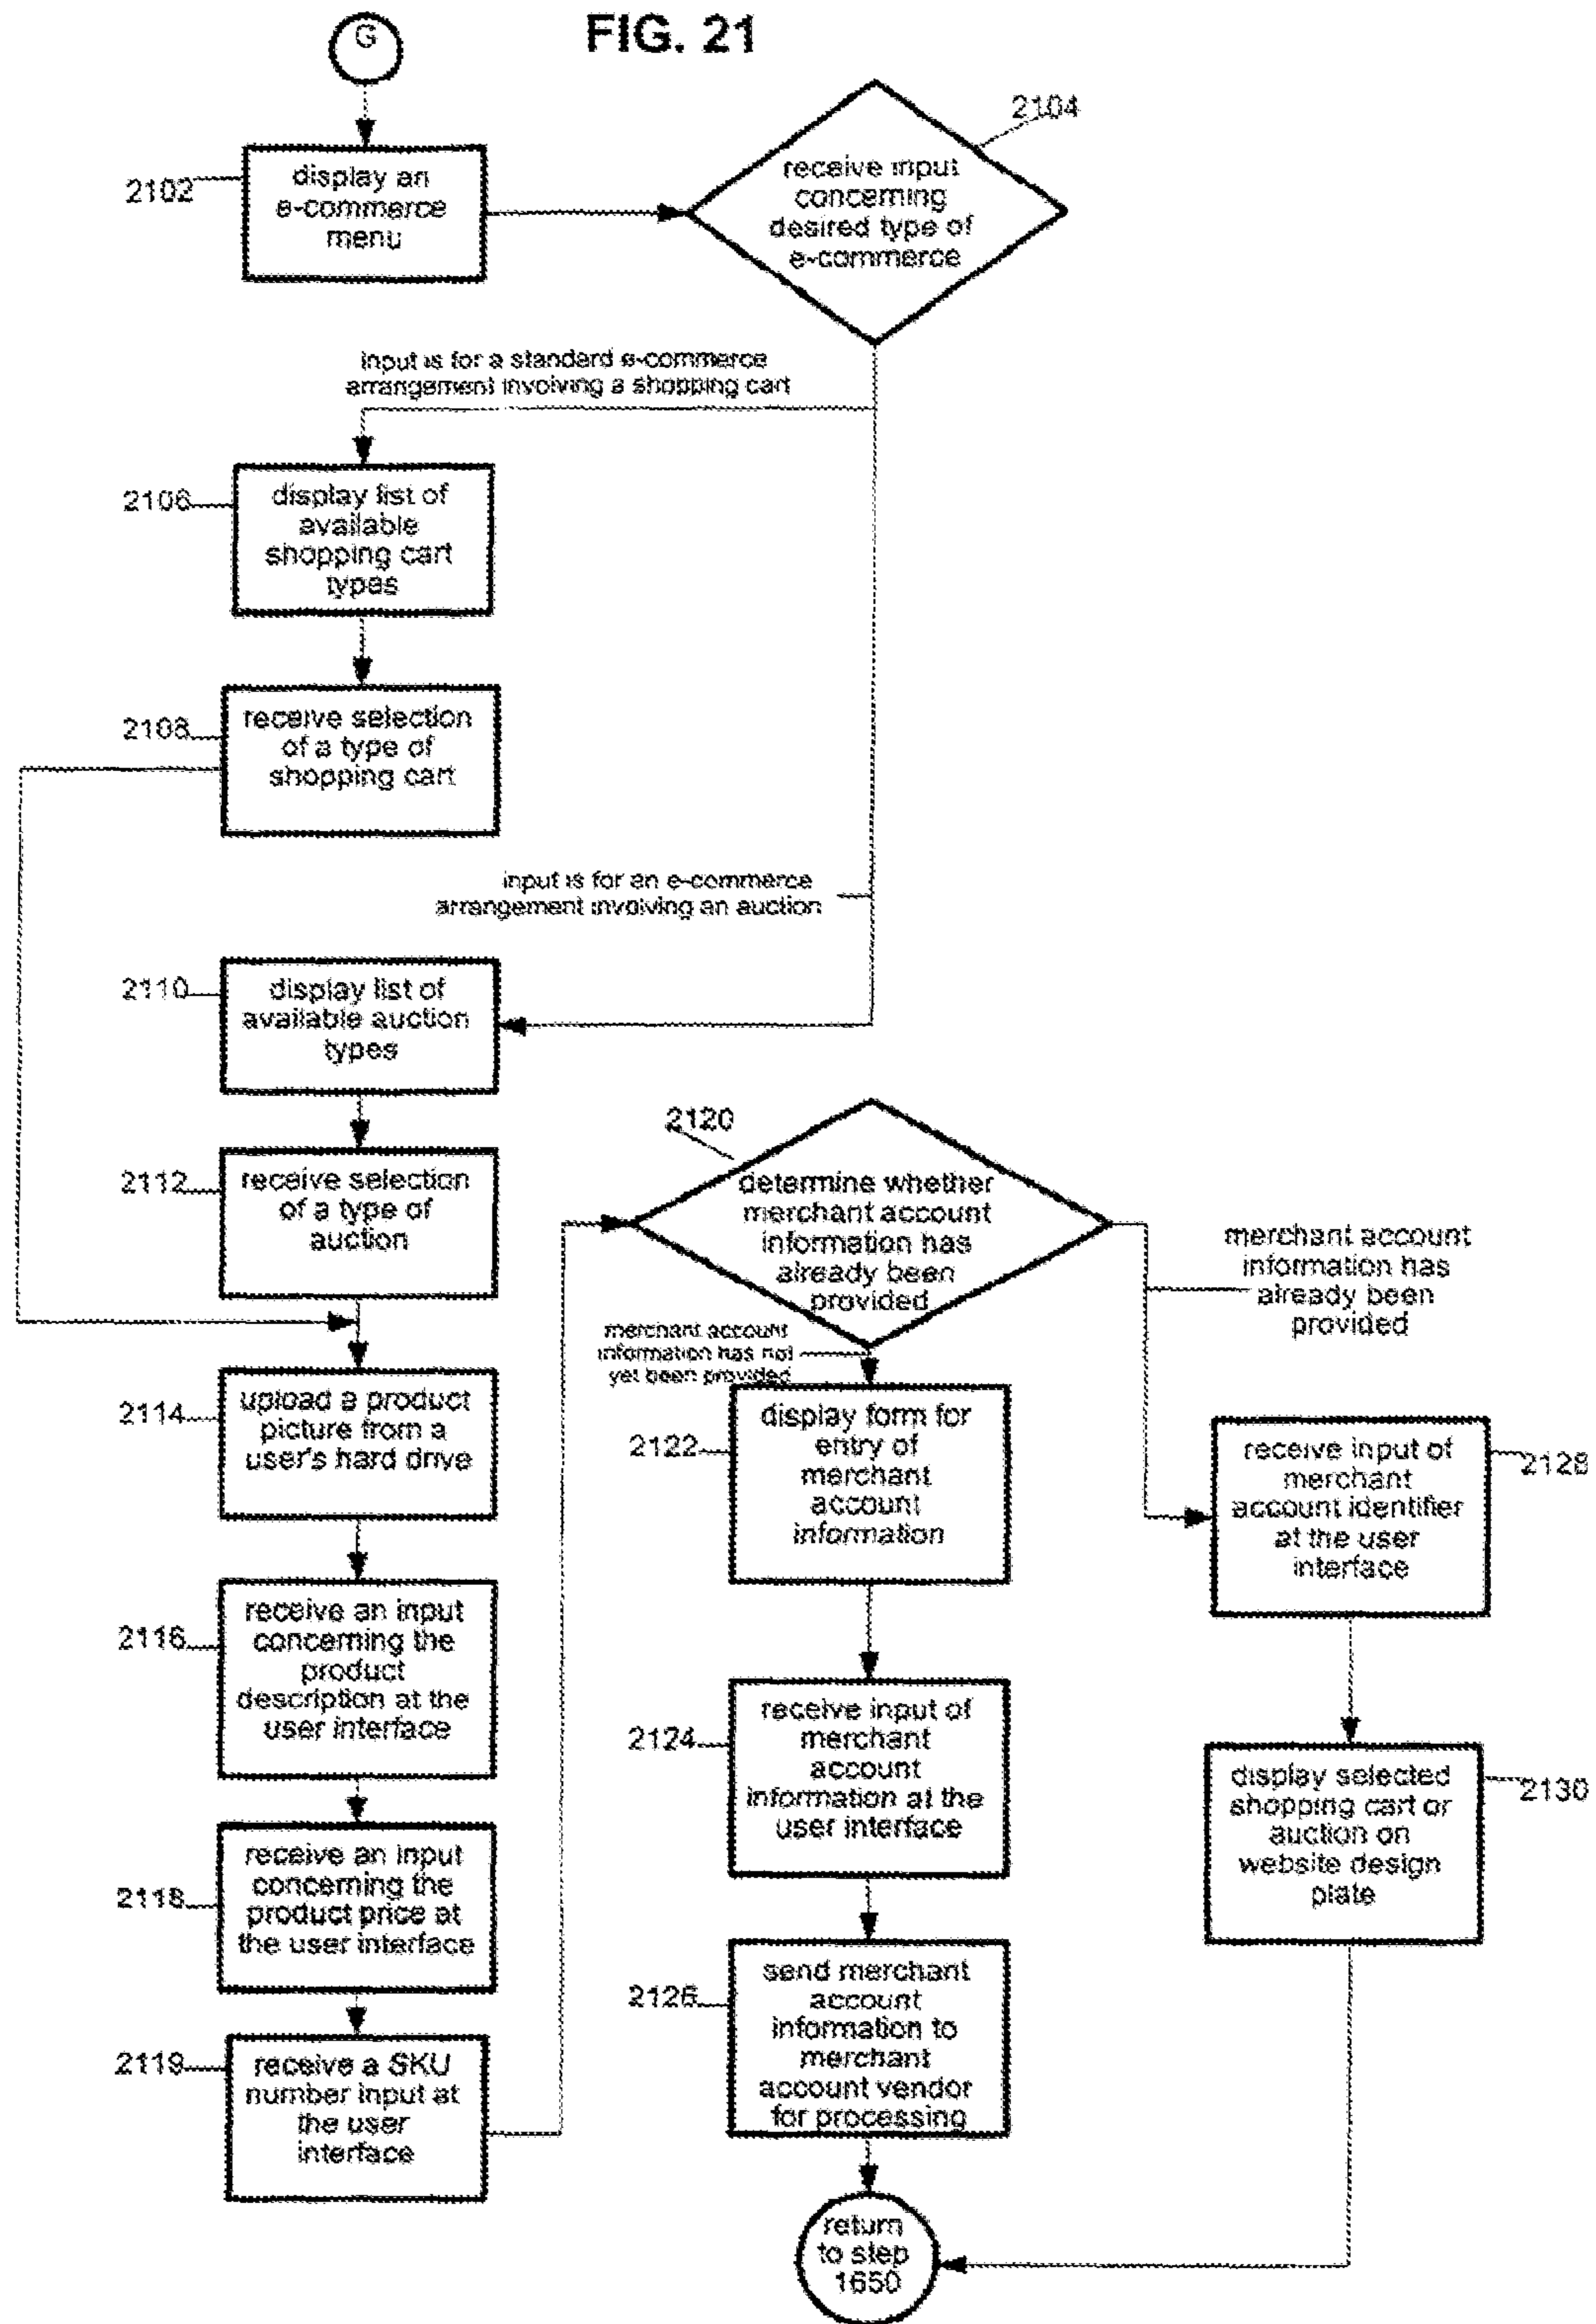 G
FIG. 21
2102
display an
e-commerce
menu
2104
receive input
concerning
desired type of
e-commerce
input is for a standard e-commerce
arrangement involving a shopping cart
2106
display list of
available
shopping cart
types
2108
receive selection
of a type of
shopping cart
input is for an e-commerce
arrangement involving an auction
2110
display list of
available auction
types
2112
receive selection
of a type of
auction
2114
upload a product
picture from a
user's hard drive
2116
receive an input
concerning the
product
description at the
user interface
2118
receive an input
concerning the
product price at
the user interface
2119
receive a SKU
number input at
the user
interface
2120
determine whether
merchant account
information has
already been
provided
merchant account
information has not
yet been provided
merchant account
information has
already been
provided
2122
display form for
entry of
merchant
account
information
2124
receive input of
merchant
account
information at the
user interface
2126
send merchant
account
information to
merchant
account vendor
for processing
2128
receive input of
merchant
account identifier
at the user
interface
2130
display selected
shopping cart or
auction on
website design
plate
return
to step
1650